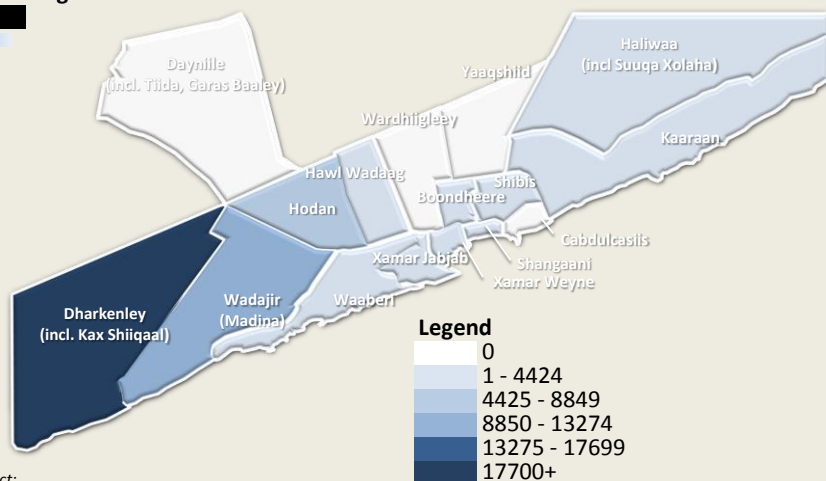 Dayniile
(incl. Tiida, Garas Baaley)
Yaaqshiid
Haliwaa
(incl Suuqa Xolaha)
Wardhiigleey
Kaaraan
Hawl Wadaag
Shibis
Boondheere
Hodan
Cabdulcasiis
Xamar Jabjab
Shangaani
Xamar Weyne
Dharkenley
(incl. Kax Shiiqaal)
Wadajir
(Madina)
Waaberi
Legend
0
1 - 4424
4425 - 8849
8850 - 13274
13275 - 17699
17700+